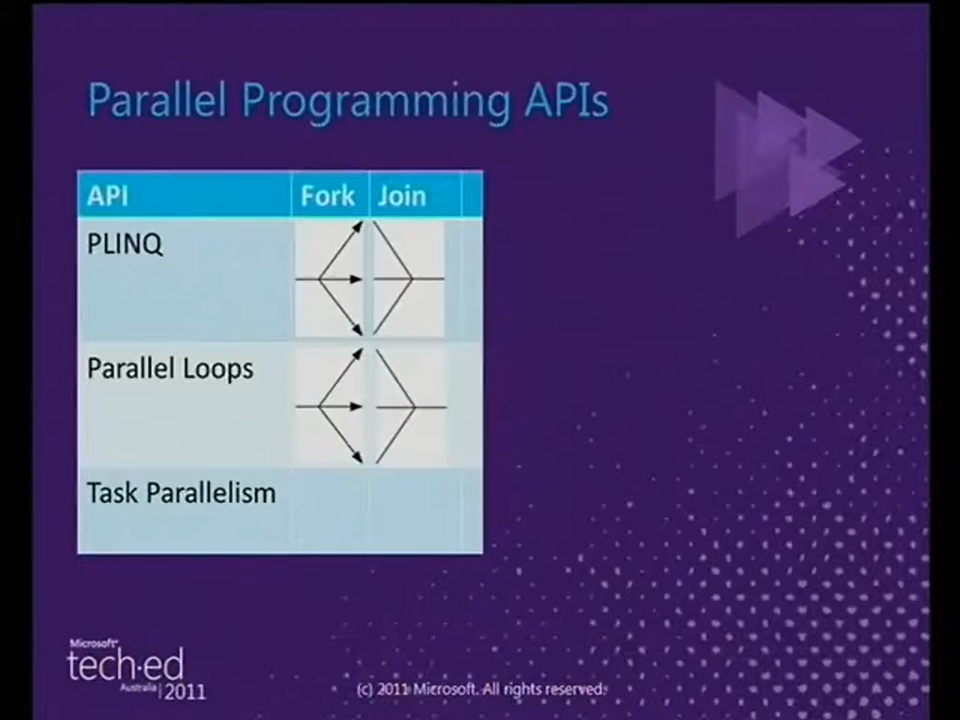 Parallel Programming APIs
API Fork Join
PLINQ
Parallel Loops
Task Parallelism
Microsoft®
tech·ed
Australia | 2011
(c) 2011 Microsoft. All rights reserved.